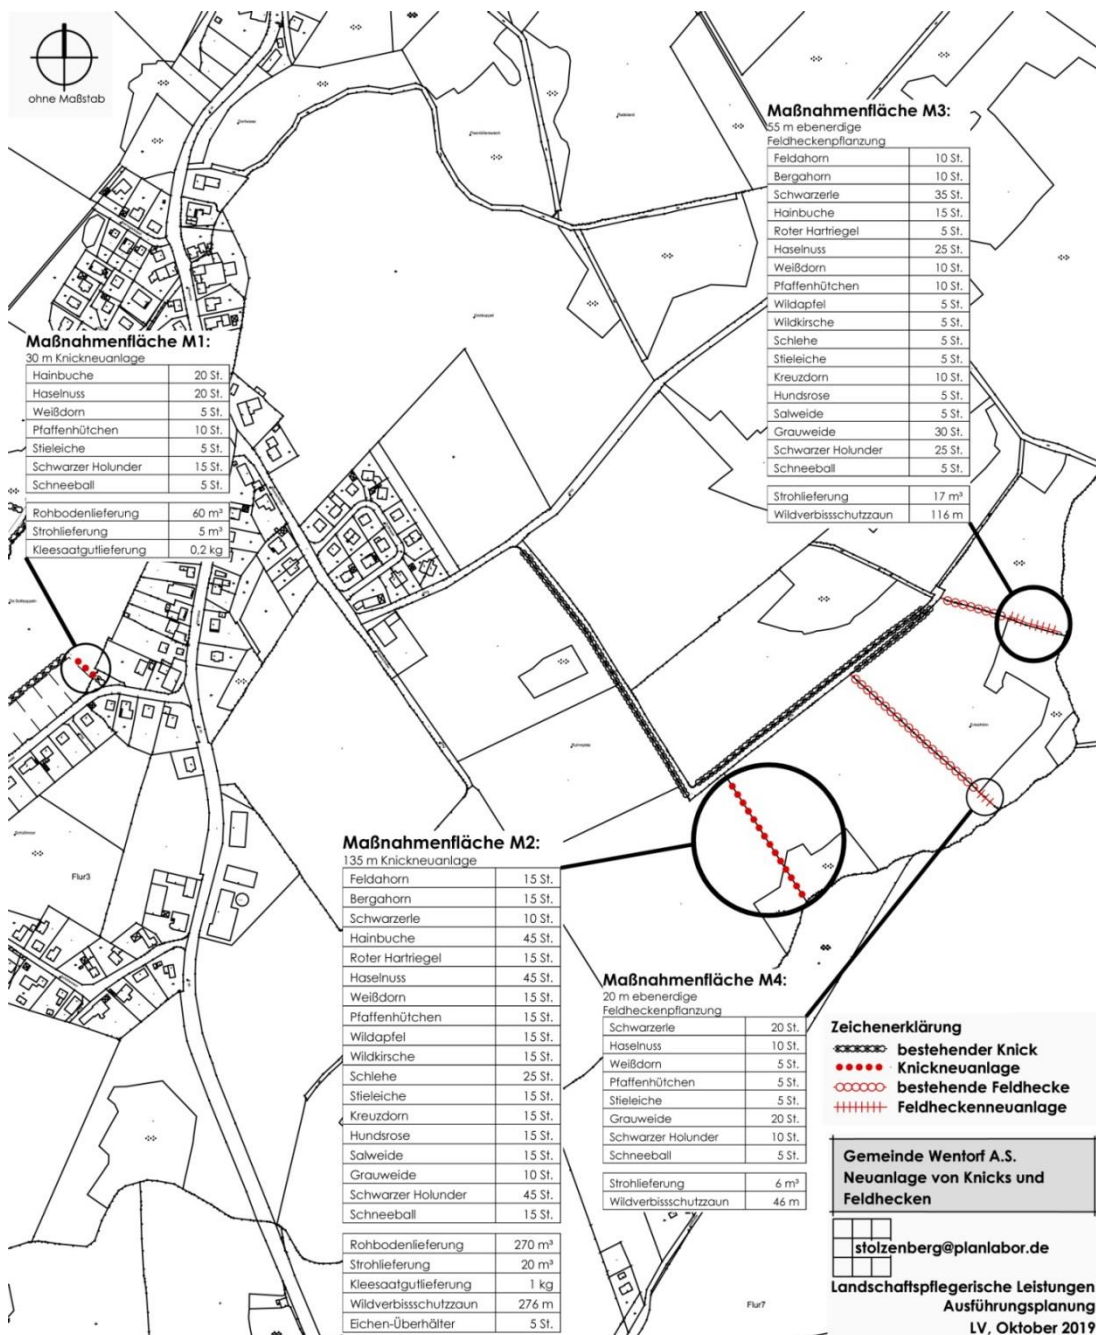 ohne Maßstab
Maßnahmenfläche M3:
55 m ebenerdige
Feldheckenpflanzung
Feldahorn 10 St.
Bergahorn 10 St.
Schwarzerle 35 St.
Hainbuche 15 St.
Roter Hartriegel 5 St.
Haselnuss 25 St.
Weißdorn 10 St.
Pfaffenhütchen 10 St.
Wildapfel 5 St.
Wildkirsche 5 St.
Schlehe 5 St.
Stieleiche 5 St.
Kreuzdorn 10 St.
Hundsrose 5 St.
Salweide 5 St.
Grauweide 30 St.
Schwarzer Holunder 25 St.
Schneeball 5 St.
Strohlieferung 17 m³
Wildverbissschutzzaun 116 m
Maßnahmenfläche M1:
30 m Knickneuanlage
Hainbuche 20 St.
Haselnuss 20 St.
Weißdorn 5 St.
Pfaffenhütchen 10 St.
Stieleiche 5 St.
Schwarzer Holunder 15 St.
Schneeball 5 St.
Rohbodenlieferung 60 m³
Strohlieferung 5 m³
Kleesaatgutlieferung 0,2 kg
Flur3
Maßnahmenfläche M2:
135 m Knickneuanlage
Feldahorn 15 St.
Bergahorn 15 St.
Schwarzerle 10 St.
Hainbuche 45 St.
Roter Hartriegel 15 St.
Haselnuss 45 St.
Weißdorn 15 St.
Pfaffenhütchen 15 St.
Wildapfel 15 St.
Wildkirsche 15 St.
Schlehe 25 St.
Stieleiche 15 St.
Kreuzdorn 15 St.
Hundsrose 15 St.
Salweide 15 St.
Grauweide 10 St.
Schwarzer Holunder 45 St.
Schneeball 15 St.
Rohbodenlieferung 270 m³
Strohlieferung 20 m³
Kleesaatgutlieferung 1 kg
Wildverbissschutzzaun 276 m
Eichen-Überhälter 5 St.
Maßnahmenfläche M4:
20 m ebenerdige
Feldheckenpflanzung
Schwarzerle 20 St.
Haselnuss 10 St.
Weißdorn 5 St.
Pfaffenhütchen 5 St.
Stieleiche 5 St.
Grauweide 20 St.
Schwarzer Holunder 10 St.
Schneeball 5 St.
Strohlieferung 6 m³
Wildverbissschutzzaun 46 m
Flur7
Zeichenerklärung
bestehender Knick
Knickneuanlage
bestehende Feldhecke
Feldheckenneuanlage
Gemeinde Wentorf A.S.
Neuanlage von Knicks und
Feldhecken
stolzenberg@planlabor.de
Landschaftspflegerische Leistungen
Ausführungsplanung
LV, Oktober 2019